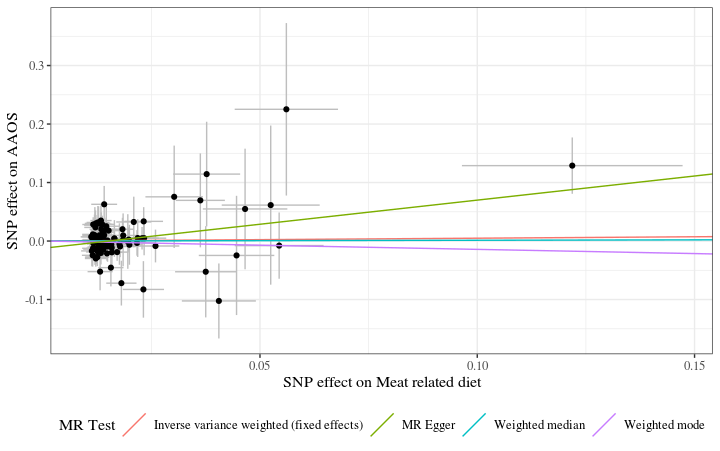 SNP effect on AAOS
0.3
0.2
0.1
0.0
-0.1
0.05
0.10
0.15
SNP effect on Meat related diet
MR Test
Inverse variance weighted (fixed effects)
MR Egger
Weighted median
Weighted mode